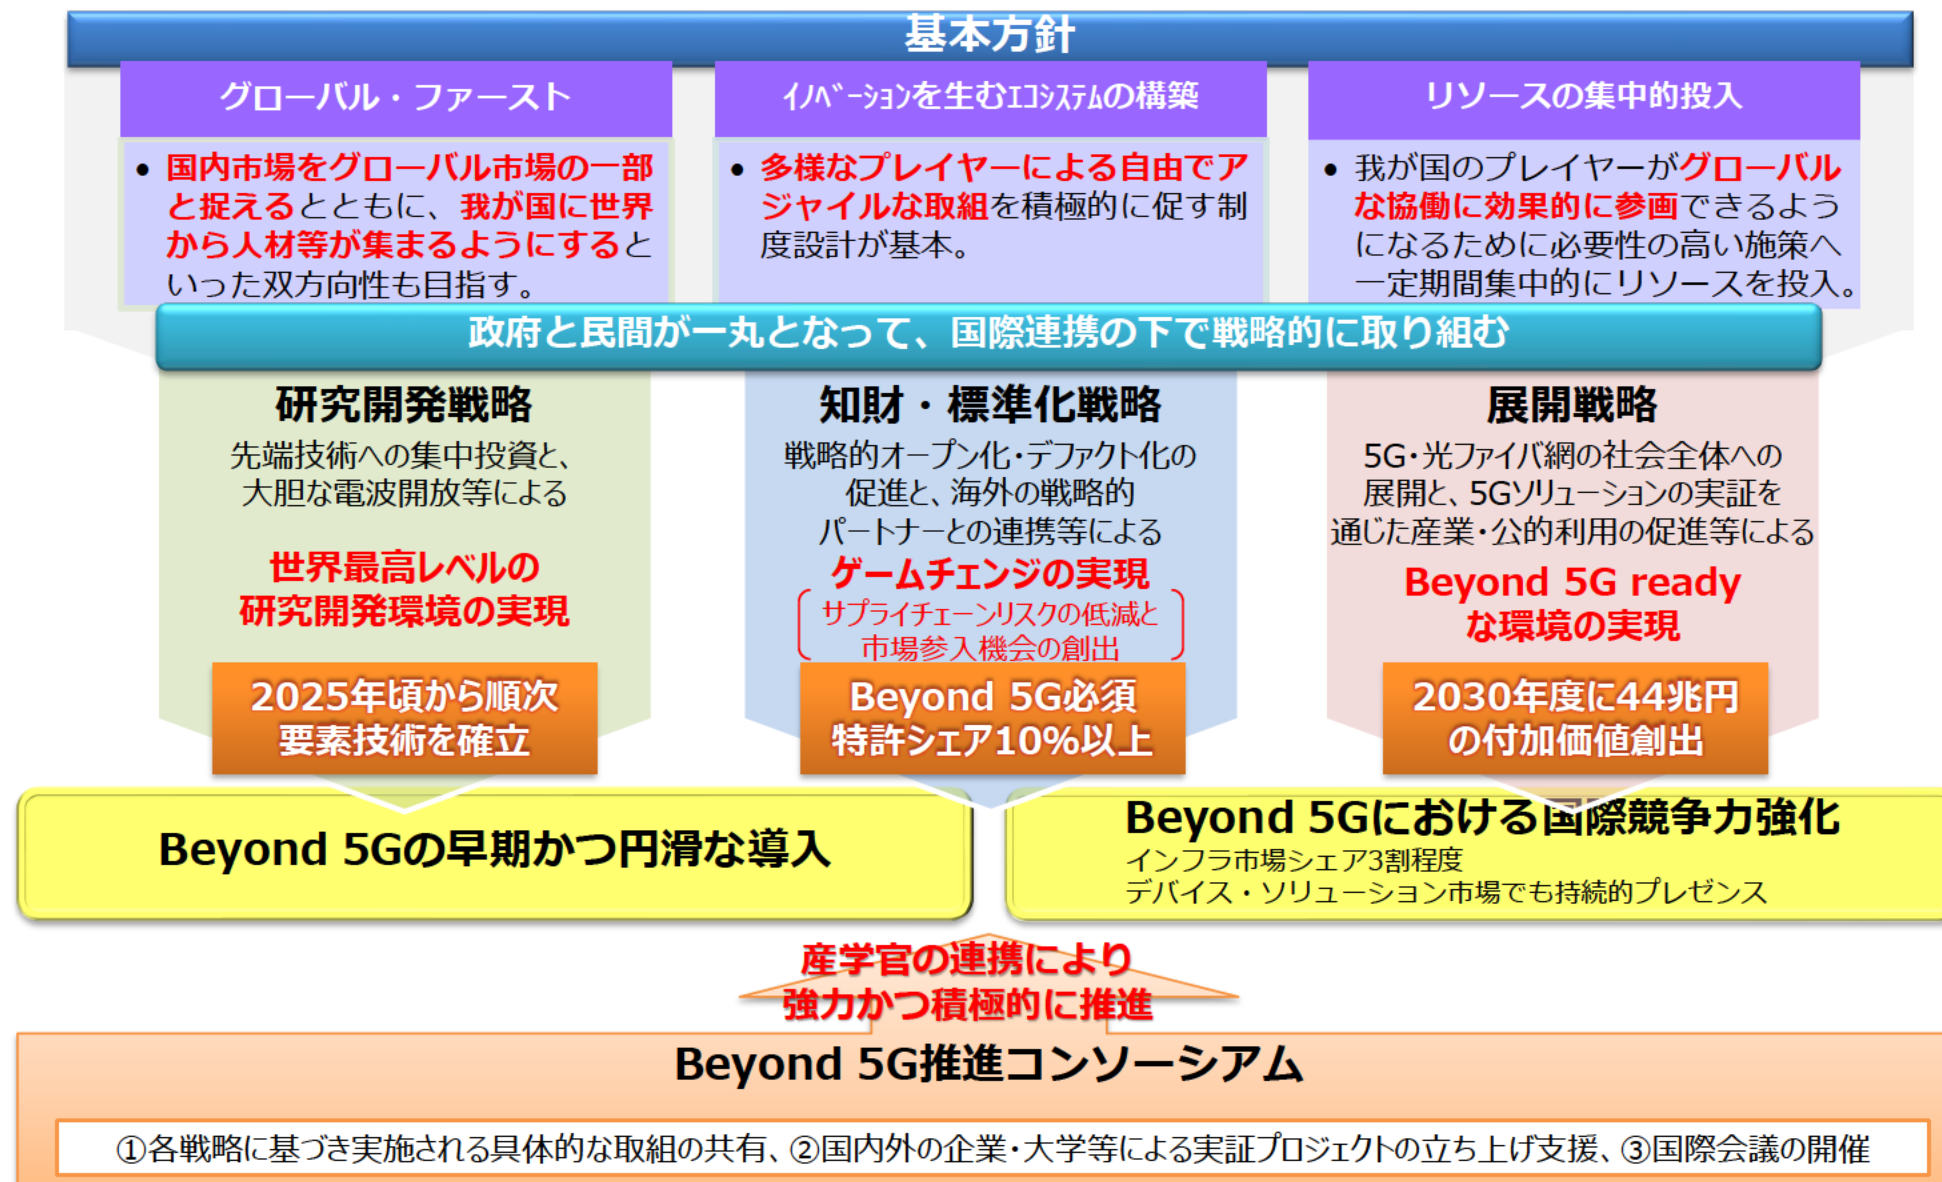 基本方針
グローバル・ファースト
• 国内市場をグローバル市場の一部
と捉えるとともに、我が国に世界
から人材等が集まるようにすると
いった双方向性も目指す。
ｲﾉﾍﾞｰｼｮﾝを生むｴｺｼｽﾃﾑの構築
• 多様なプレイヤーによる自由でア
ジャイルな取組を積極的に促す制
度設計が基本。
リソースの集中的投入
• 我が国のプレイヤーがグローバル
な協働に効果的に参画できるよう
になるために必要性の高い施策へ
一定期間集中的にリソースを投入。
政府と民間が一丸となって、国際連携の下で戦略的に取り組む
研究開発戦略
先端技術への集中投資と、
大胆な電波開放等による
世界最高レベルの
研究開発環境の実現
2025年頃から順次
要素技術を確立
知財・標準化戦略
戦略的オープン化・デファクト化の
促進と、海外の戦略的
パートナーとの連携等による
ゲームチェンジの実現
サプライチェーンリスクの低減と
市場参入機会の創出
Beyond 5G必須
特許シェア10%以上
展開戦略
5G・光ファイバ網の社会全体への
展開と、5Gソリューションの実証を
通じた産業・公的利用の促進等による
Beyond 5G ready
な環境の実現
2030年度に44兆円
の付加価値創出
Beyond 5Gの早期かつ円滑な導入
Beyond 5Gにおける国際競争力強化
インフラ市場シェア3割程度
デバイス・ソリューション市場でも持続的プレゼンス
産学官の連携により
強力かつ積極的に推進
Beyond 5G推進コンソーシアム
①各戦略に基づき実施される具体的な取組の共有、②国内外の企業・大学等による実証プロジェクトの立ち上げ支援、③国際会議の開催